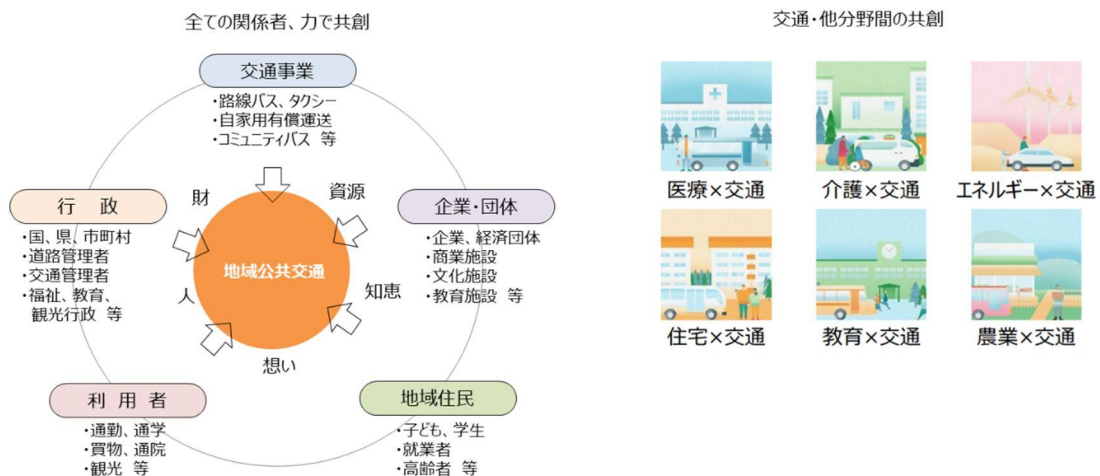 全ての関係者、力で共創
交通事業
・路線バス、タクシー
・自家用有償運送
・コミュニティバス 等
行　政
・国、県、市町村
・道路管理者
・交通管理者
・福祉、教育、
観光行政 等
財
資源
人
知恵
想い
地域公共交通
企業・団体
・企業、経済団体
・商業施設
・文化施設
・教育施設 等
利 用 者
・通勤、通学
・買物、通院
・観光 等
地域住民
・子ども、学生
・就業者
・高齢者 等
交通・他分野間の共創
医療×交通
介護×交通
エネルギー×交通
住宅×交通
教育×交通
農業×交通